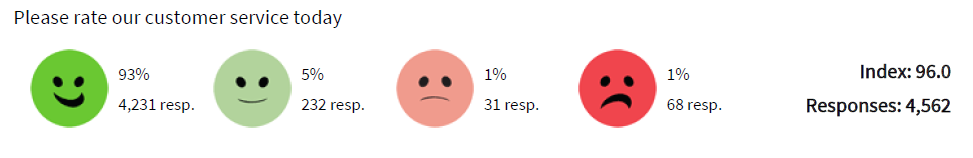 Please rate our customer service today
93%
4,231 resp.
5%
232 resp.
1%
31 resp.
1%
68 resp.
Index: 96.0
Responses: 4,562